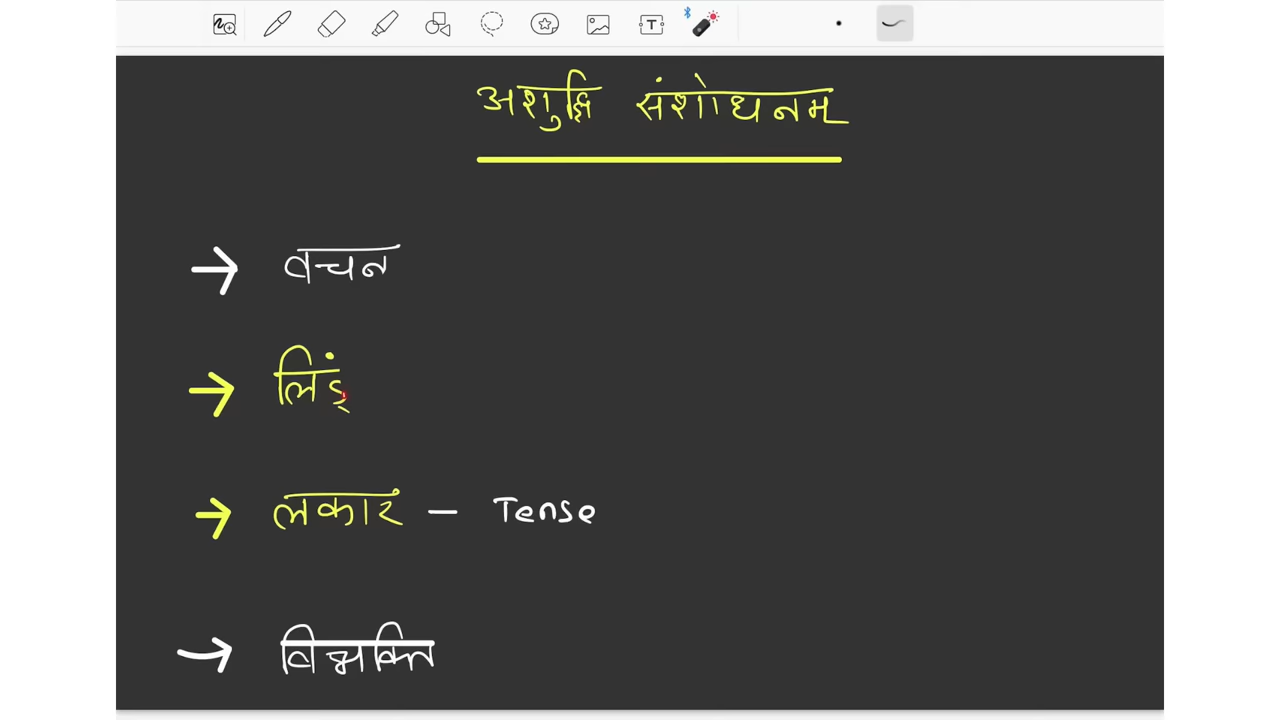 अशुद्धि संशोधनम्
→ वचन
→ लिंङ्
→ लकारं - Tense
→ विभक्ति